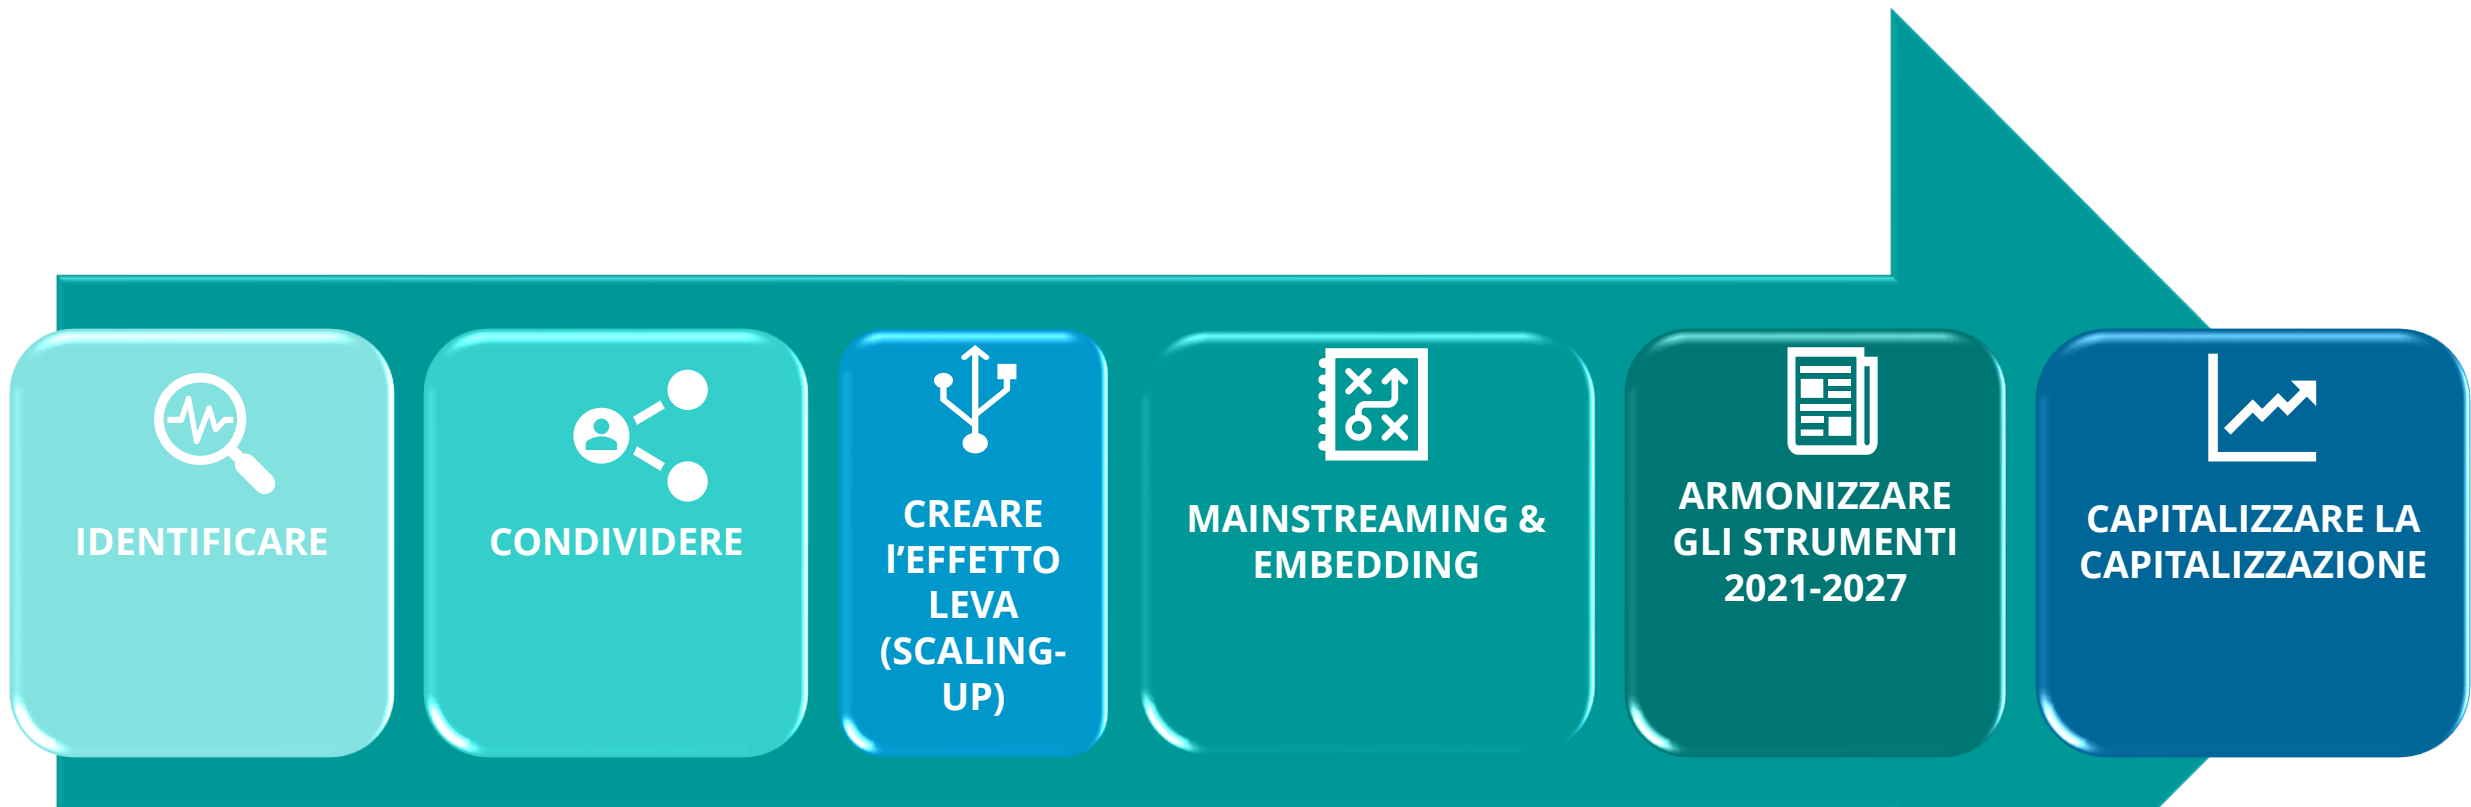 IDENTIFICARE
CONDIVIDERE
CREARE
l’EFFETTO
LEVA
(SCALING-
UP)
MAINSTREAMING &
EMBEDDING
ARMONIZZARE
GLI STRUMENTI
2021-2027
CAPITALIZZARE LA
CAPITALIZZAZIONE